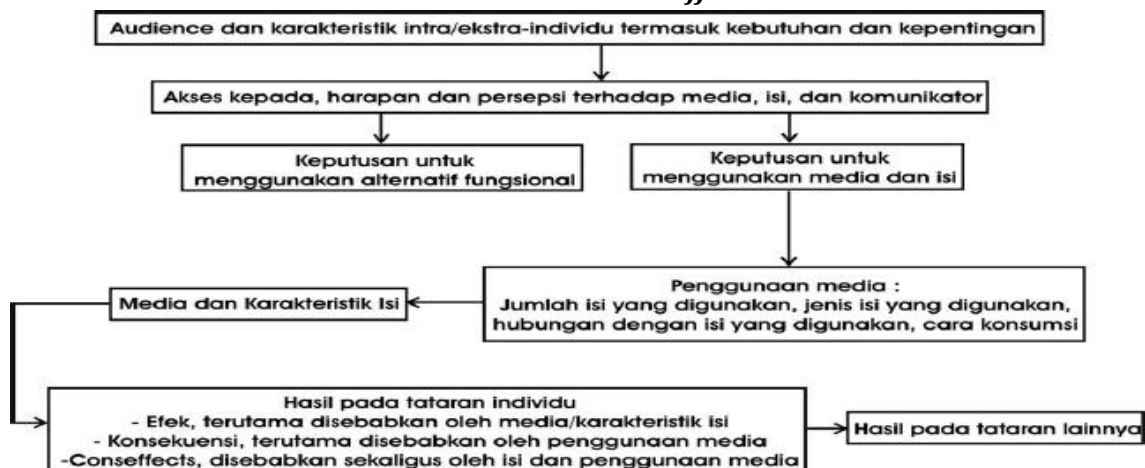 Audience dan karakteristik intra/ekstra-individu termasuk kebutuhan dan kepentingan
Akses kepada, harapan dan persepsi terhadap media, isi, dan komunikator
Keputusan untuk
menggunakan alternatif fungsional
Keputusan untuk
menggunakan media dan isi
Penggunaan media :
Jumlah isi yang digunakan, jenis isi yang digunakan,
hubungan dengan isi yang digunakan, cara konsumsi
Media dan Karakteristik Isi
Hasil pada tataran individu
- Efek, terutama disebabkan oleh media/karakteristik isi
- Konsekuensi, terutama disebabkan oleh penggunaan media
-Conseffects, disebabkan sekaligus oleh isi dan penggunaan media
Hasil pada tataran lainnya